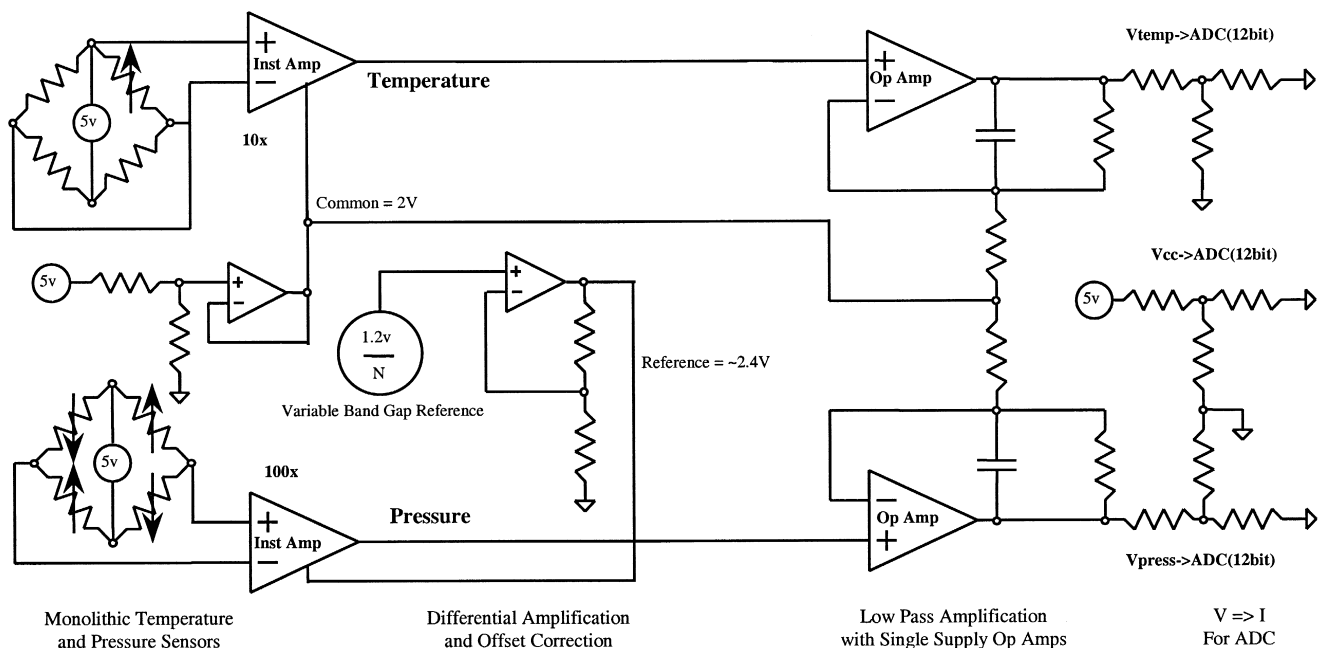 Vtemp->ADC(12bit)
+
Inst Amp
−
5v
10x
Temperature
+
Op Amp
−
Common = 2V
5v
+
−
+
−
1.2v
N
Variable Band Gap Reference
Reference = ~2.4V
Vcc->ADC(12bit)
5v
5v
100x
+
Inst Amp
−
Pressure
−
Op Amp
+
Vpress->ADC(12bit)
Monolithic Temperature
and Pressure Sensors
Differential Amplification
and Offset Correction
Low Pass Amplification
with Single Supply Op Amps
V => I
For ADC